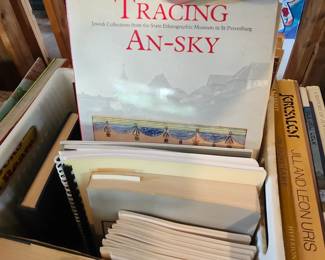 TRACING
Jewish Collections from the State Ethnographic Museum in St Petersburg
AN-SKY
JERUSALEM
JILL AND LEON URIS